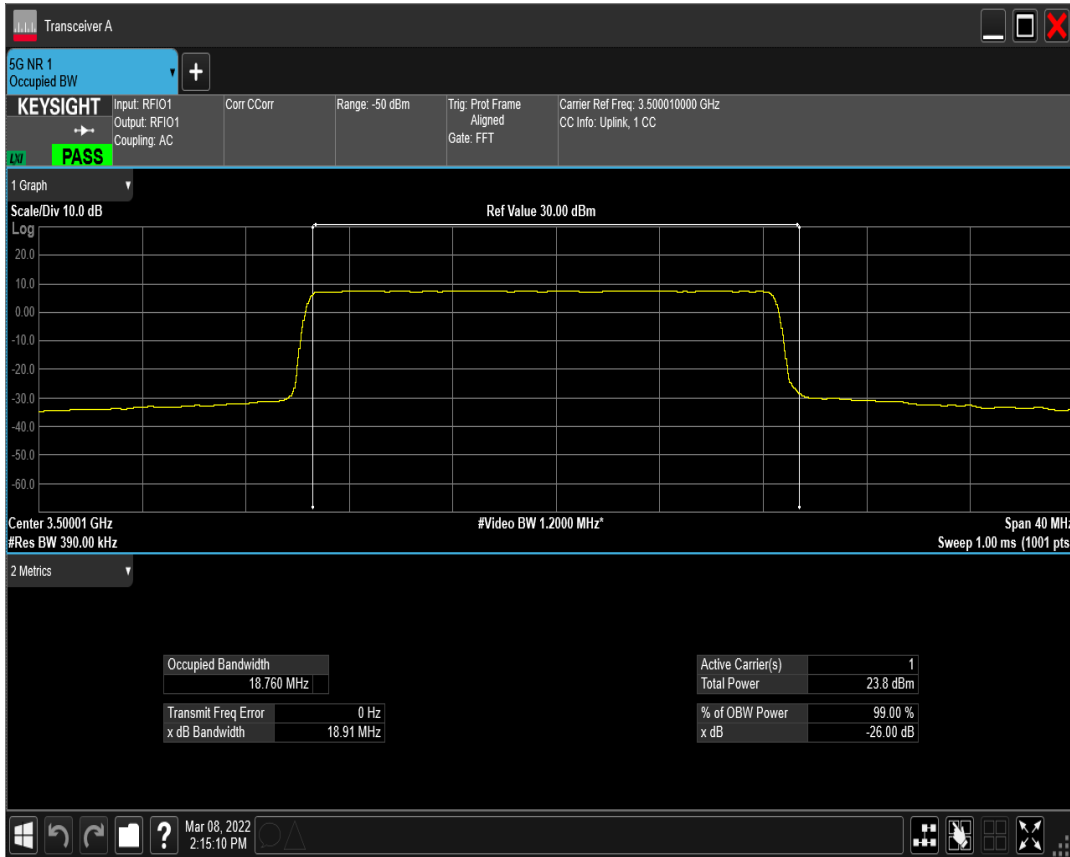 Transceiver A
5G NR 1
Occupied BW
+
KEYSIGHT
LXI
PASS
Input: RFIO1
Output: RFIO1
Coupling: AC
Corr CCorr
Range: -50 dBm
Trig: Prot Frame
Aligned
Gate: FFT
Carrier Ref Freq: 3.500010000 GHz
CC Info: Uplink, 1 CC
1 Graph
Scale/Div 10.0 dB
Ref Value 30.00 dBm
Log
20.0
10.0
0.00
-10.0
-20.0
-30.0
-40.0
-50.0
-60.0
Center 3.50001 GHz
#Video BW 1.2000 MHz*
Span 40 MHz
#Res BW 390.00 kHz
Sweep 1.00 ms (1001 pts
2 Metrics
Occupied Bandwidth
18.760 MHz
Transmit Freq Error 0 Hz
x dB Bandwidth 18.91 MHz
Active Carrier(s) 1
Total Power 23.8 dBm
% of OBW Power 99.00 %
x dB -26.00 dB
?
Mar 08, 2022
2:15:10 PM